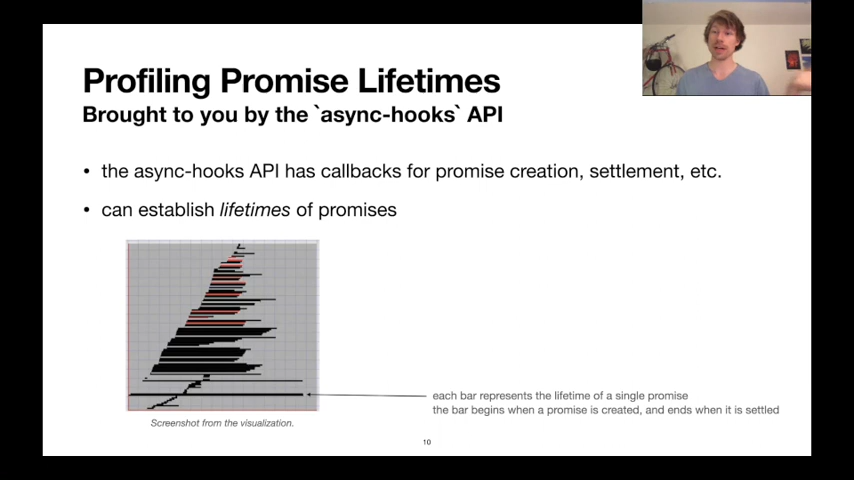 Profiling Promise Lifetimes
Brought to you by the `async-hooks` API
• the async-hooks API has callbacks for promise creation, settlement, etc.
• can establish lifetimes of promises
each bar represents the lifetime of a single promise
the bar begins when a promise is created, and ends when it is settled
Screenshot from the visualization.
10